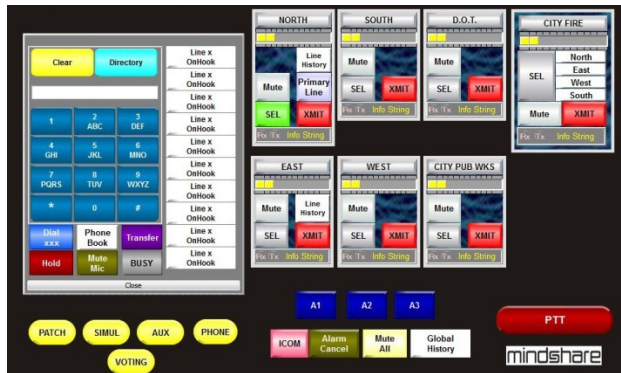 Clear
Directory
1
2
ABC
3
DEF
4
GHI
5
JKL
6
MNO
7
PQRS
8
TUV
9
WXYZ
*
0
#
Dial
xxx
Phone
Book
Transfer
Hold
Mute
Mic
BUSY
Line x
OnHook
Line x
OnHook
Line x
OnHook
Line x
OnHook
Line x
OnHook
Line x
OnHook
Line x
OnHook
Line x
OnHook
Line x
OnHook
Line x
OnHook
Close
NORTH
Line
History
Mute
Primary
Line
SEL
XMIT
Rx Tx Info String
SOUTH
Mute
SEL
XMIT
Rx Tx Info String
D.O.T.
Mute
SEL
XMIT
Rx Tx Info String
CITY FIRE
SEL
North
East
West
South
Mute
XMIT
Rx Tx Info String
EAST
Mute
Line
History
SEL
XMIT
Rx Tx Info String
WEST
Mute
SEL
XMIT
Rx Tx Info String
CITY PUB WKS
Mute
SEL
XMIT
Rx Tx Info String
A1
A2
A3
PATCH
SIMUL
AUX
PHONE
VOTING
ICOM
Alarm
Cancel
Mute
All
Global
History
PTT
mindshare